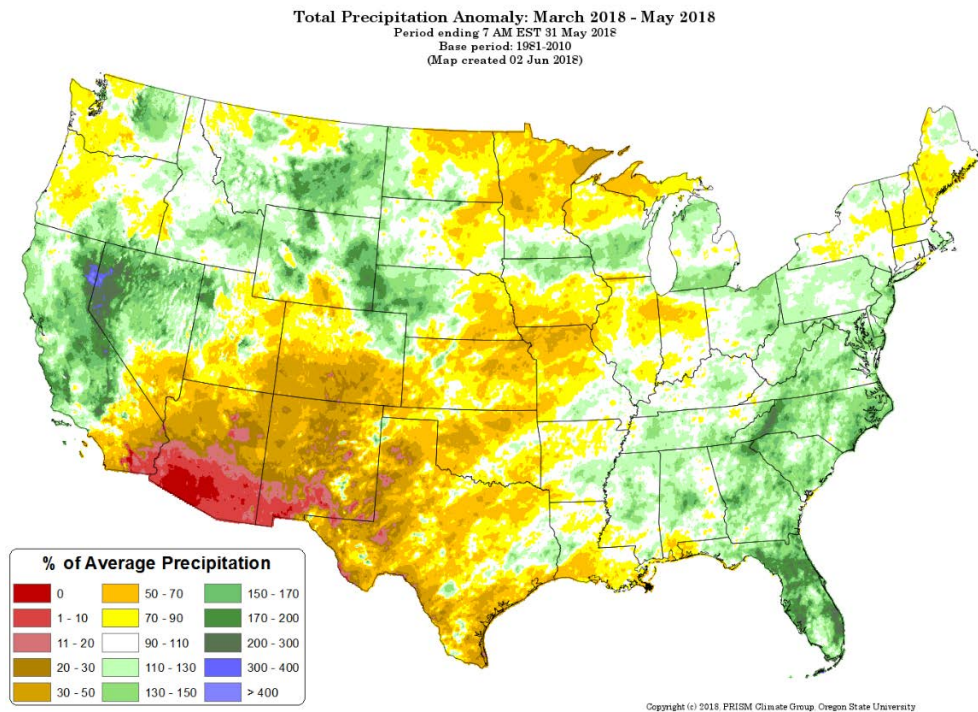 Total Precipitation Anomaly: March 2018 - May 2018
Period ending 7 AM EST 31 May 2018
Base period: 1981-2010
(Map created 02 Jun 2018)
% of Average Precipitation
0
1 - 10
11 - 20
20 - 30
30 - 50
50 - 70
70 - 90
90 - 110
110 - 130
130 - 150
150 - 170
170 - 200
200 - 300
300 - 400
> 400
Copyright (c) 2018, PRISM Climate Group, Oregon State University